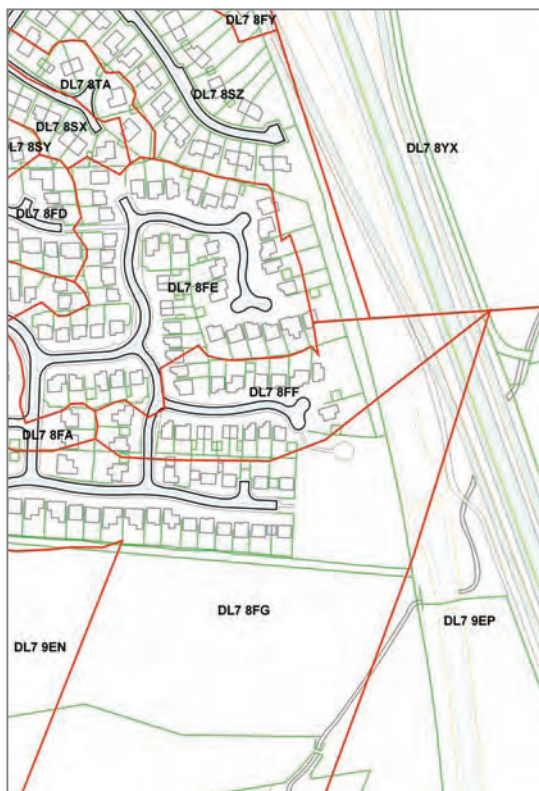 DL7 8FY
DL7 8TA
DL7 8SZ
DL7 8SX
DL7 8SY
DL7 8YX
DL7 8FD
DL7 8FE
DL7 8FF
DL7 8FA
DL7 8FG
DL7 9EP
DL7 9EN